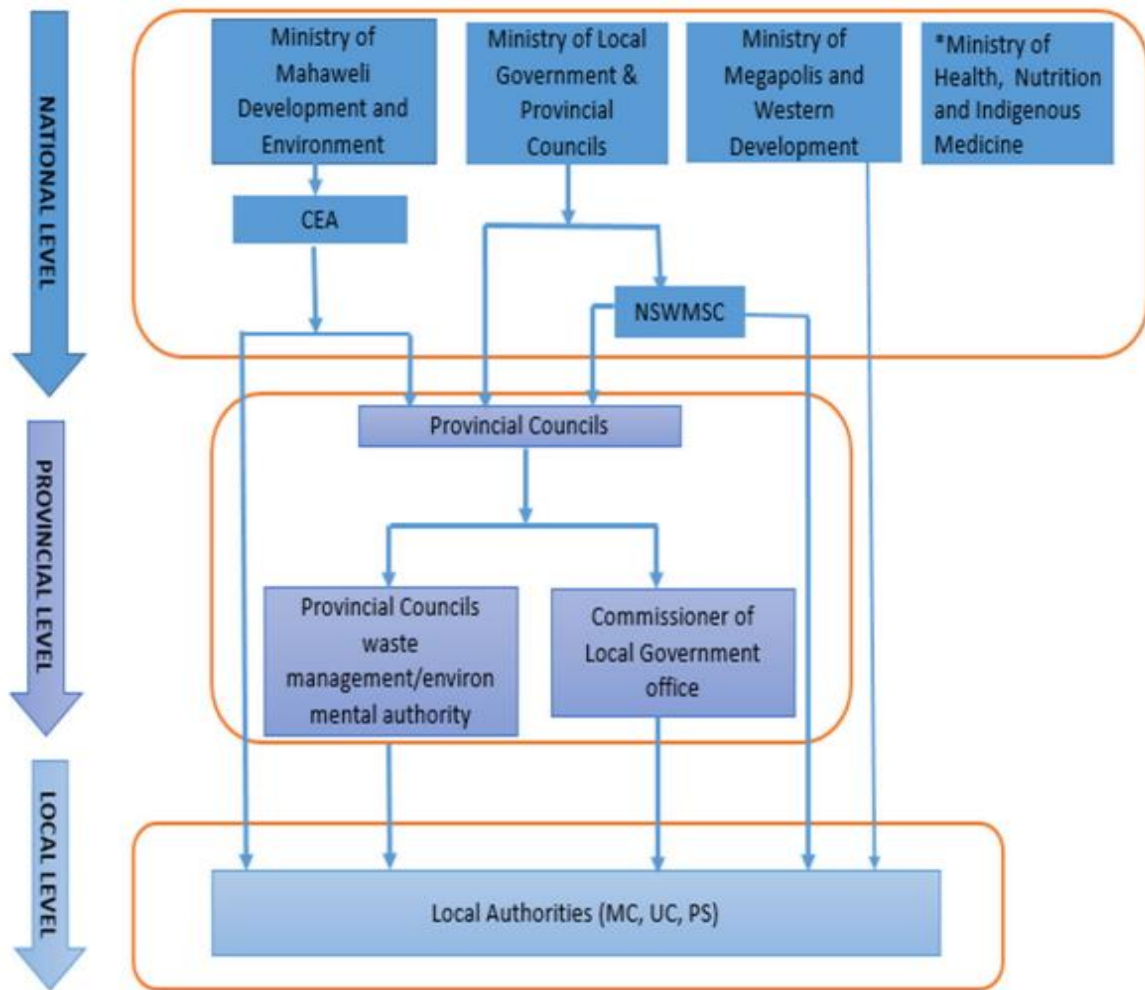 NATIONAL LEVEL
Ministry of
Mahaweli
Development and
Environment
Ministry of Local
Government &
Provincial
Councils
Ministry of
Megapolis and
Western
Development
*Ministry of
Health, Nutrition
and Indigenous
Medicine
CEA
NSWMSC
PROVINCIAL LEVEL
Provincial Councils
Provincial Councils
waste
management/environ
mental authority
Commissioner of
Local Government
office
LOCAL LEVEL
Local Authorities (MC, UC, PS)